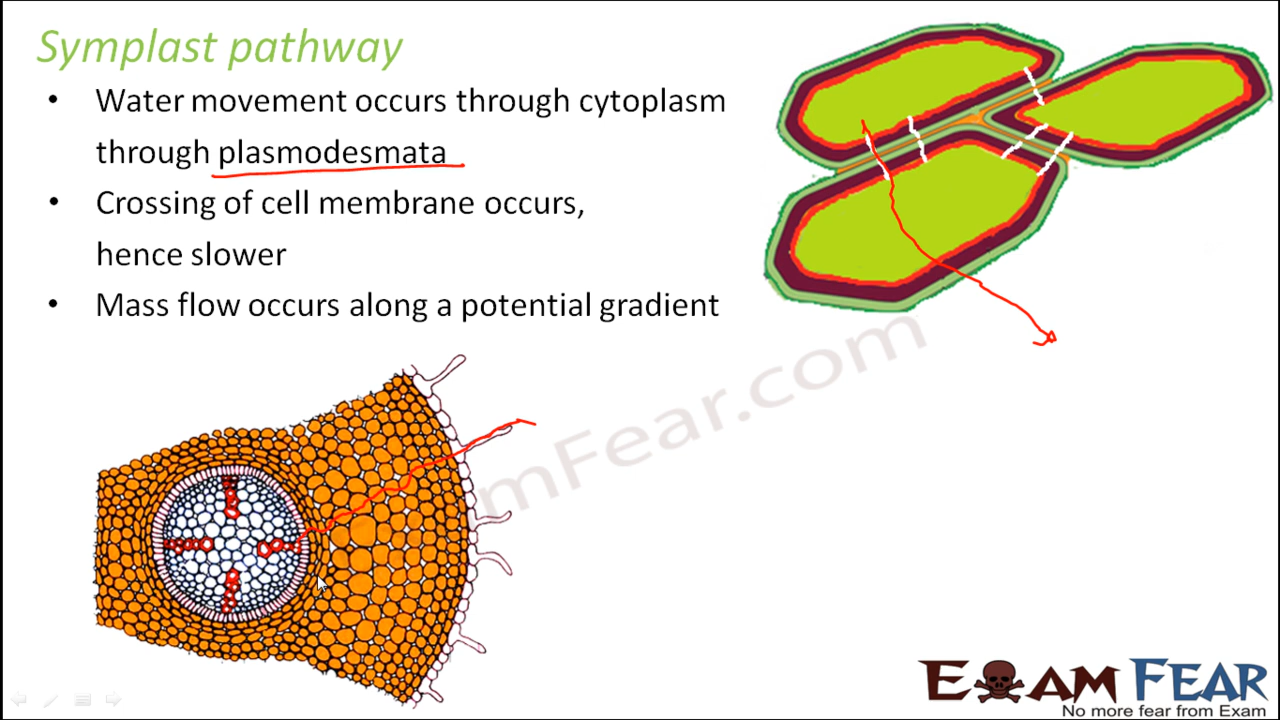 Symplast pathway
• Water movement occurs through cytoplasm
through plasmodesmata
• Crossing of cell membrane occurs,
hence slower
• Mass flow occurs along a potential gradient
mFear.com
EXAM FEAR
No more fear from Exam